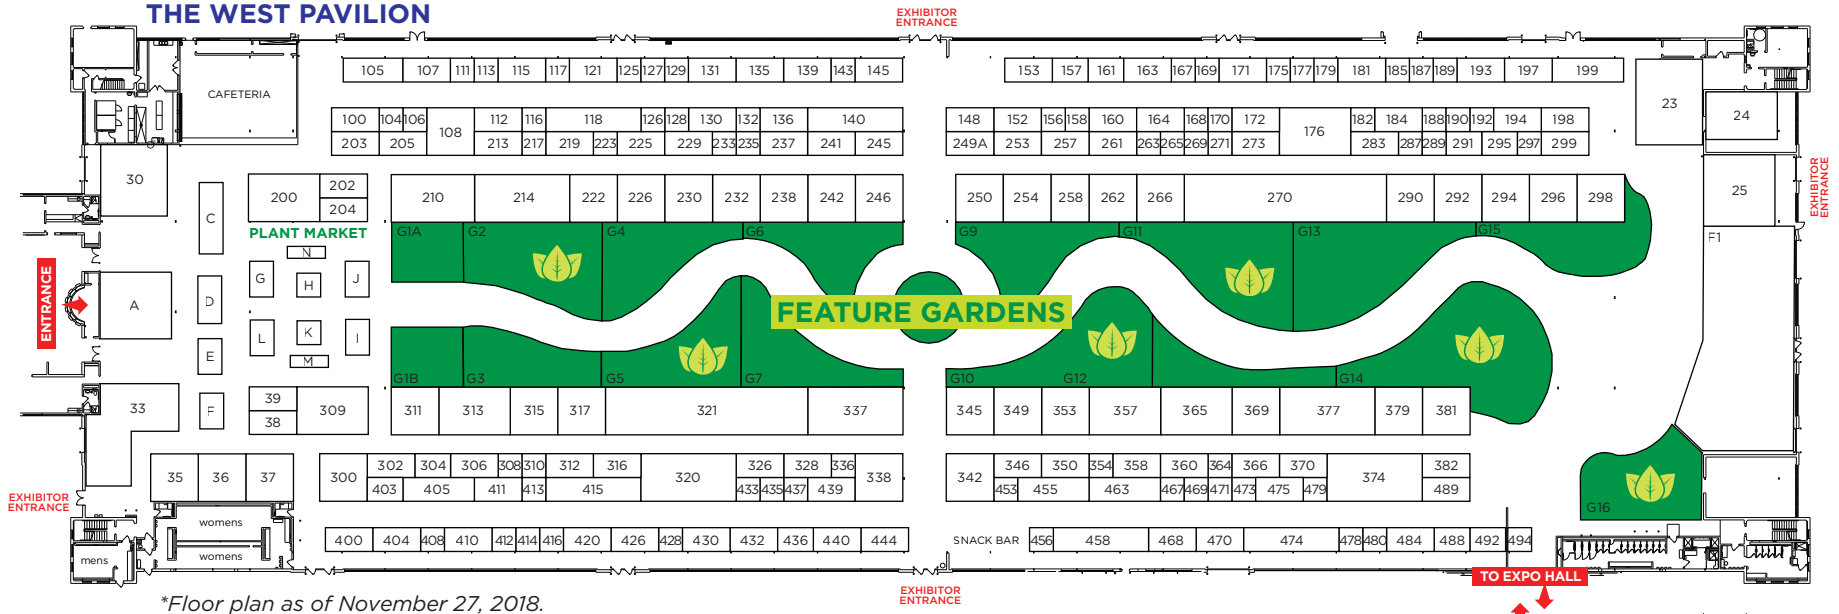 THE WEST PAVILION
EXHIBITOR
ENTRANCE
105 107 111 113 115 117 121 125 127 129 131 135 139 143 145 153 157 161 163 167 169 171 175 177 179 181 185 187 189 193 197 199
CAFETERIA
23
24
100 104 106 108 112 116 118 126 128 130 132 136 140 148 152 156 158 160 164 168 170 172 176 182 184 188 190 192 194 198
203 205 213 217 219 223 225 229 233 235 237 241 245 249A 253 257 261 263 265 269 271 273 283 287 289 291 295 297 299
30
25
EXHIBITOR
ENTRANCE
C
200 202
204
210 214 222 226 230 232 238 242 246 250 254 258 262 266 270 290 292 294 296 298
PLANT MARKET
G1A G2 G4 G6 G9 G11 G13 G15
F1
N
G H J
ENTRANCE
A
D
FEATURE GARDENS
L K I
E
M
G1B G3 G5 G7 G10 G12 G14
33
F
39
38
309
311 313 315 317 321 337 345 349 353 357 365 369 377 379 381
35 36 37
300 302 304 306 308 310 312 316 320 326 328 336 338 342 346 350 354 358 360 364 366 370 374 382
403 405 411 413 415 433 435 437 439 453 455 463 467 469 471 473 475 479 489
G16
EXHIBITOR
ENTRANCE
womens
womens
mens
400 404 408 410 412 414 416 420 426 428 430 432 436 440 444 SNACK BAR 456 458 468 470 474 478 480 484 488 492 494
TO EXPO HALL
EXHIBITOR
ENTRANCE
*Floor plan as of November 27, 2018.